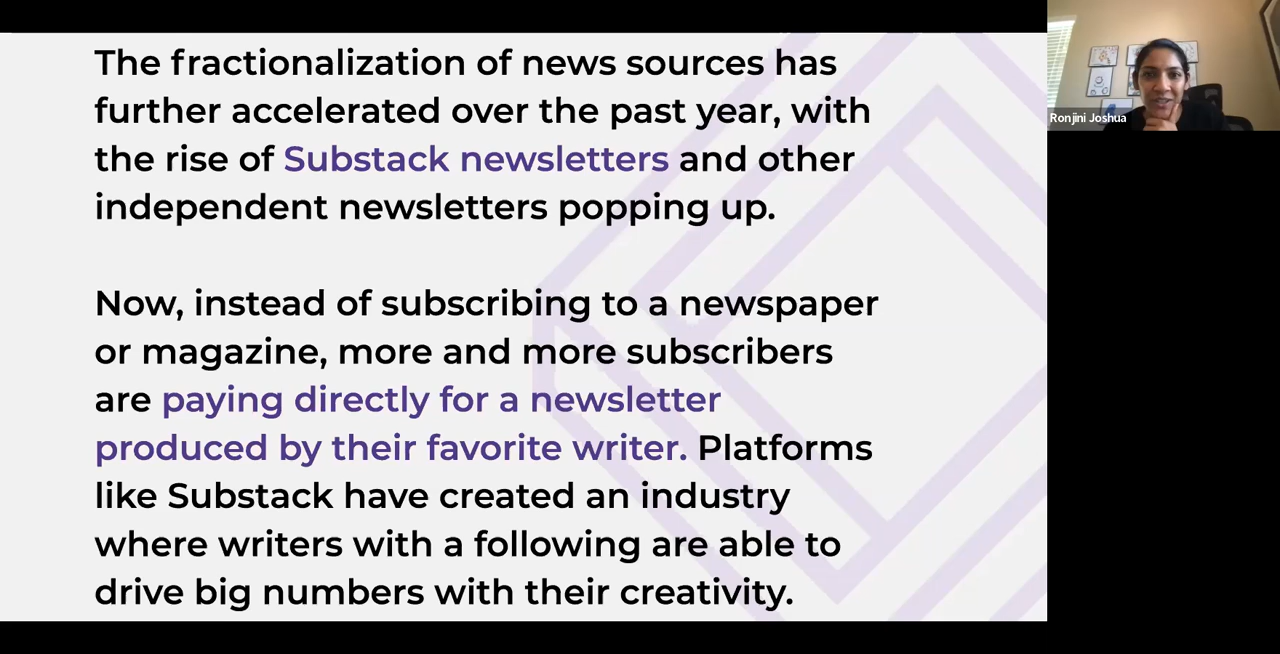 The fractionalization of news sources has
further accelerated over the past year, with
the rise of Substack newsletters and other
independent newsletters popping up.
Now, instead of subscribing to a newspaper
or magazine, more and more subscribers
are paying directly for a newsletter
produced by their favorite writer. Platforms
like Substack have created an industry
where writers with a following are able to
drive big numbers with their creativity.
Ronjini Joshua